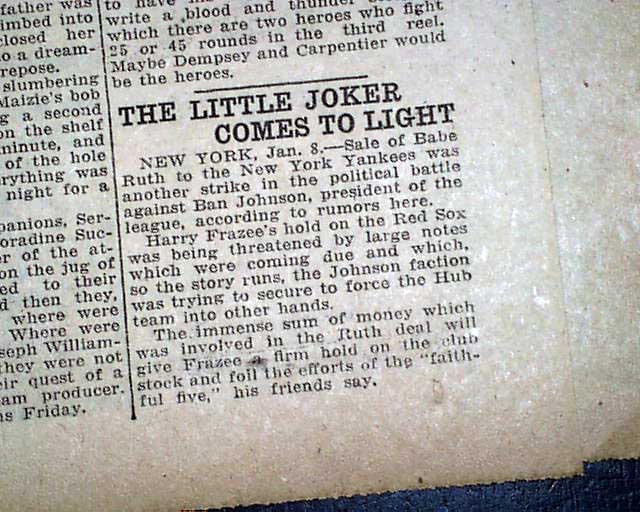 father was
limbed into
closed her
o a dream-
repose.
slumbering
Maizie's bob
g a second
on the shelf
minute, and
of the hole
rything was
night for a
panions, Ser-
oradine Suc-
er of the at-
on the jug of
ed to their
d then they,
where were
Where were
seph William-
they were not
eir quest of a
am producer.
ns Friday.
to have
write a blood and thunder
which there are two heroes who fight
25 or 45 rounds in the third reel.
Maybe Dempsey and Carpentier would
be the heroes.
THE LITTLE JOKER
COMES TO LIGHT
NEW YORK, Jan. 8.—Sale of Babe
Ruth to the New York Yankees was
another strike in the political battle
against Ban Johnson, president of the
league, according to rumors here.
Harry Frazee's hold on the Red Sox
was being threatened by large notes
which were coming due and which,
so the story runs, the Johnson faction
was trying to secure to force the Hub
team into other hands.
The immense sum of money which
was involved in the Ruth deal will
give Frazee a firm hold on the club
stock and foil the efforts of the "faith-
ful five," his friends say.